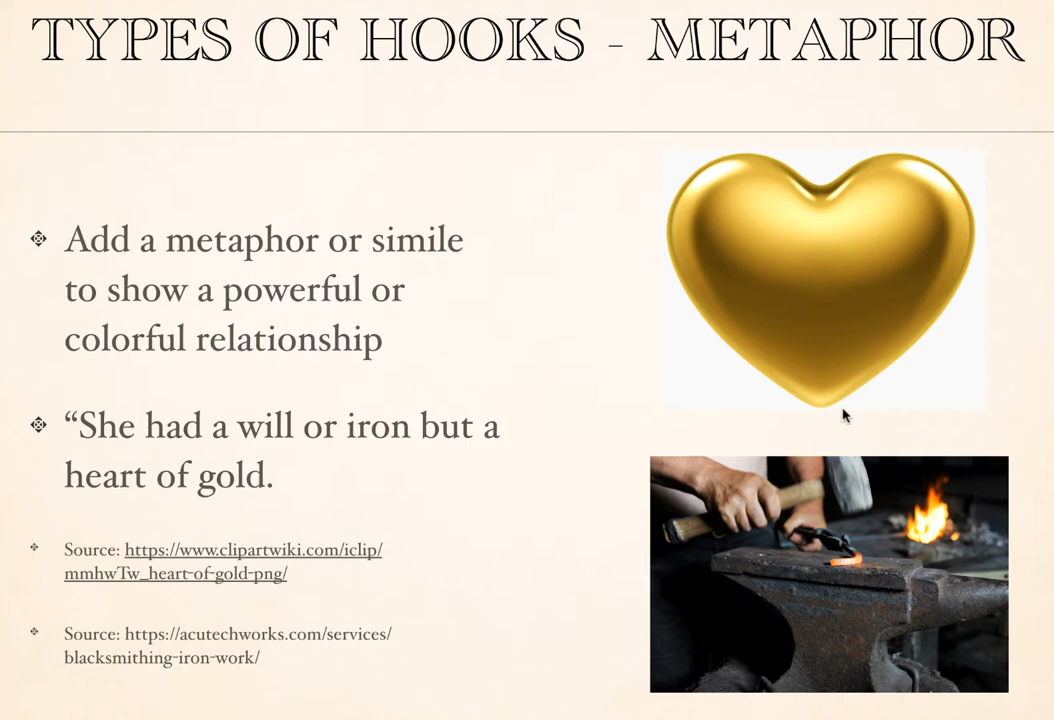 TYPES OF HOOKS - METAPHOR
Add a metaphor or simile
to show a powerful or
colorful relationship
“She had a will or iron but a
heart of gold.
Source: https://www.clipartwiki.com/iclip/
mmhwTw_heart-of-gold-png/
Source: https://acutechworks.com/services/
blacksmithing-iron-work/